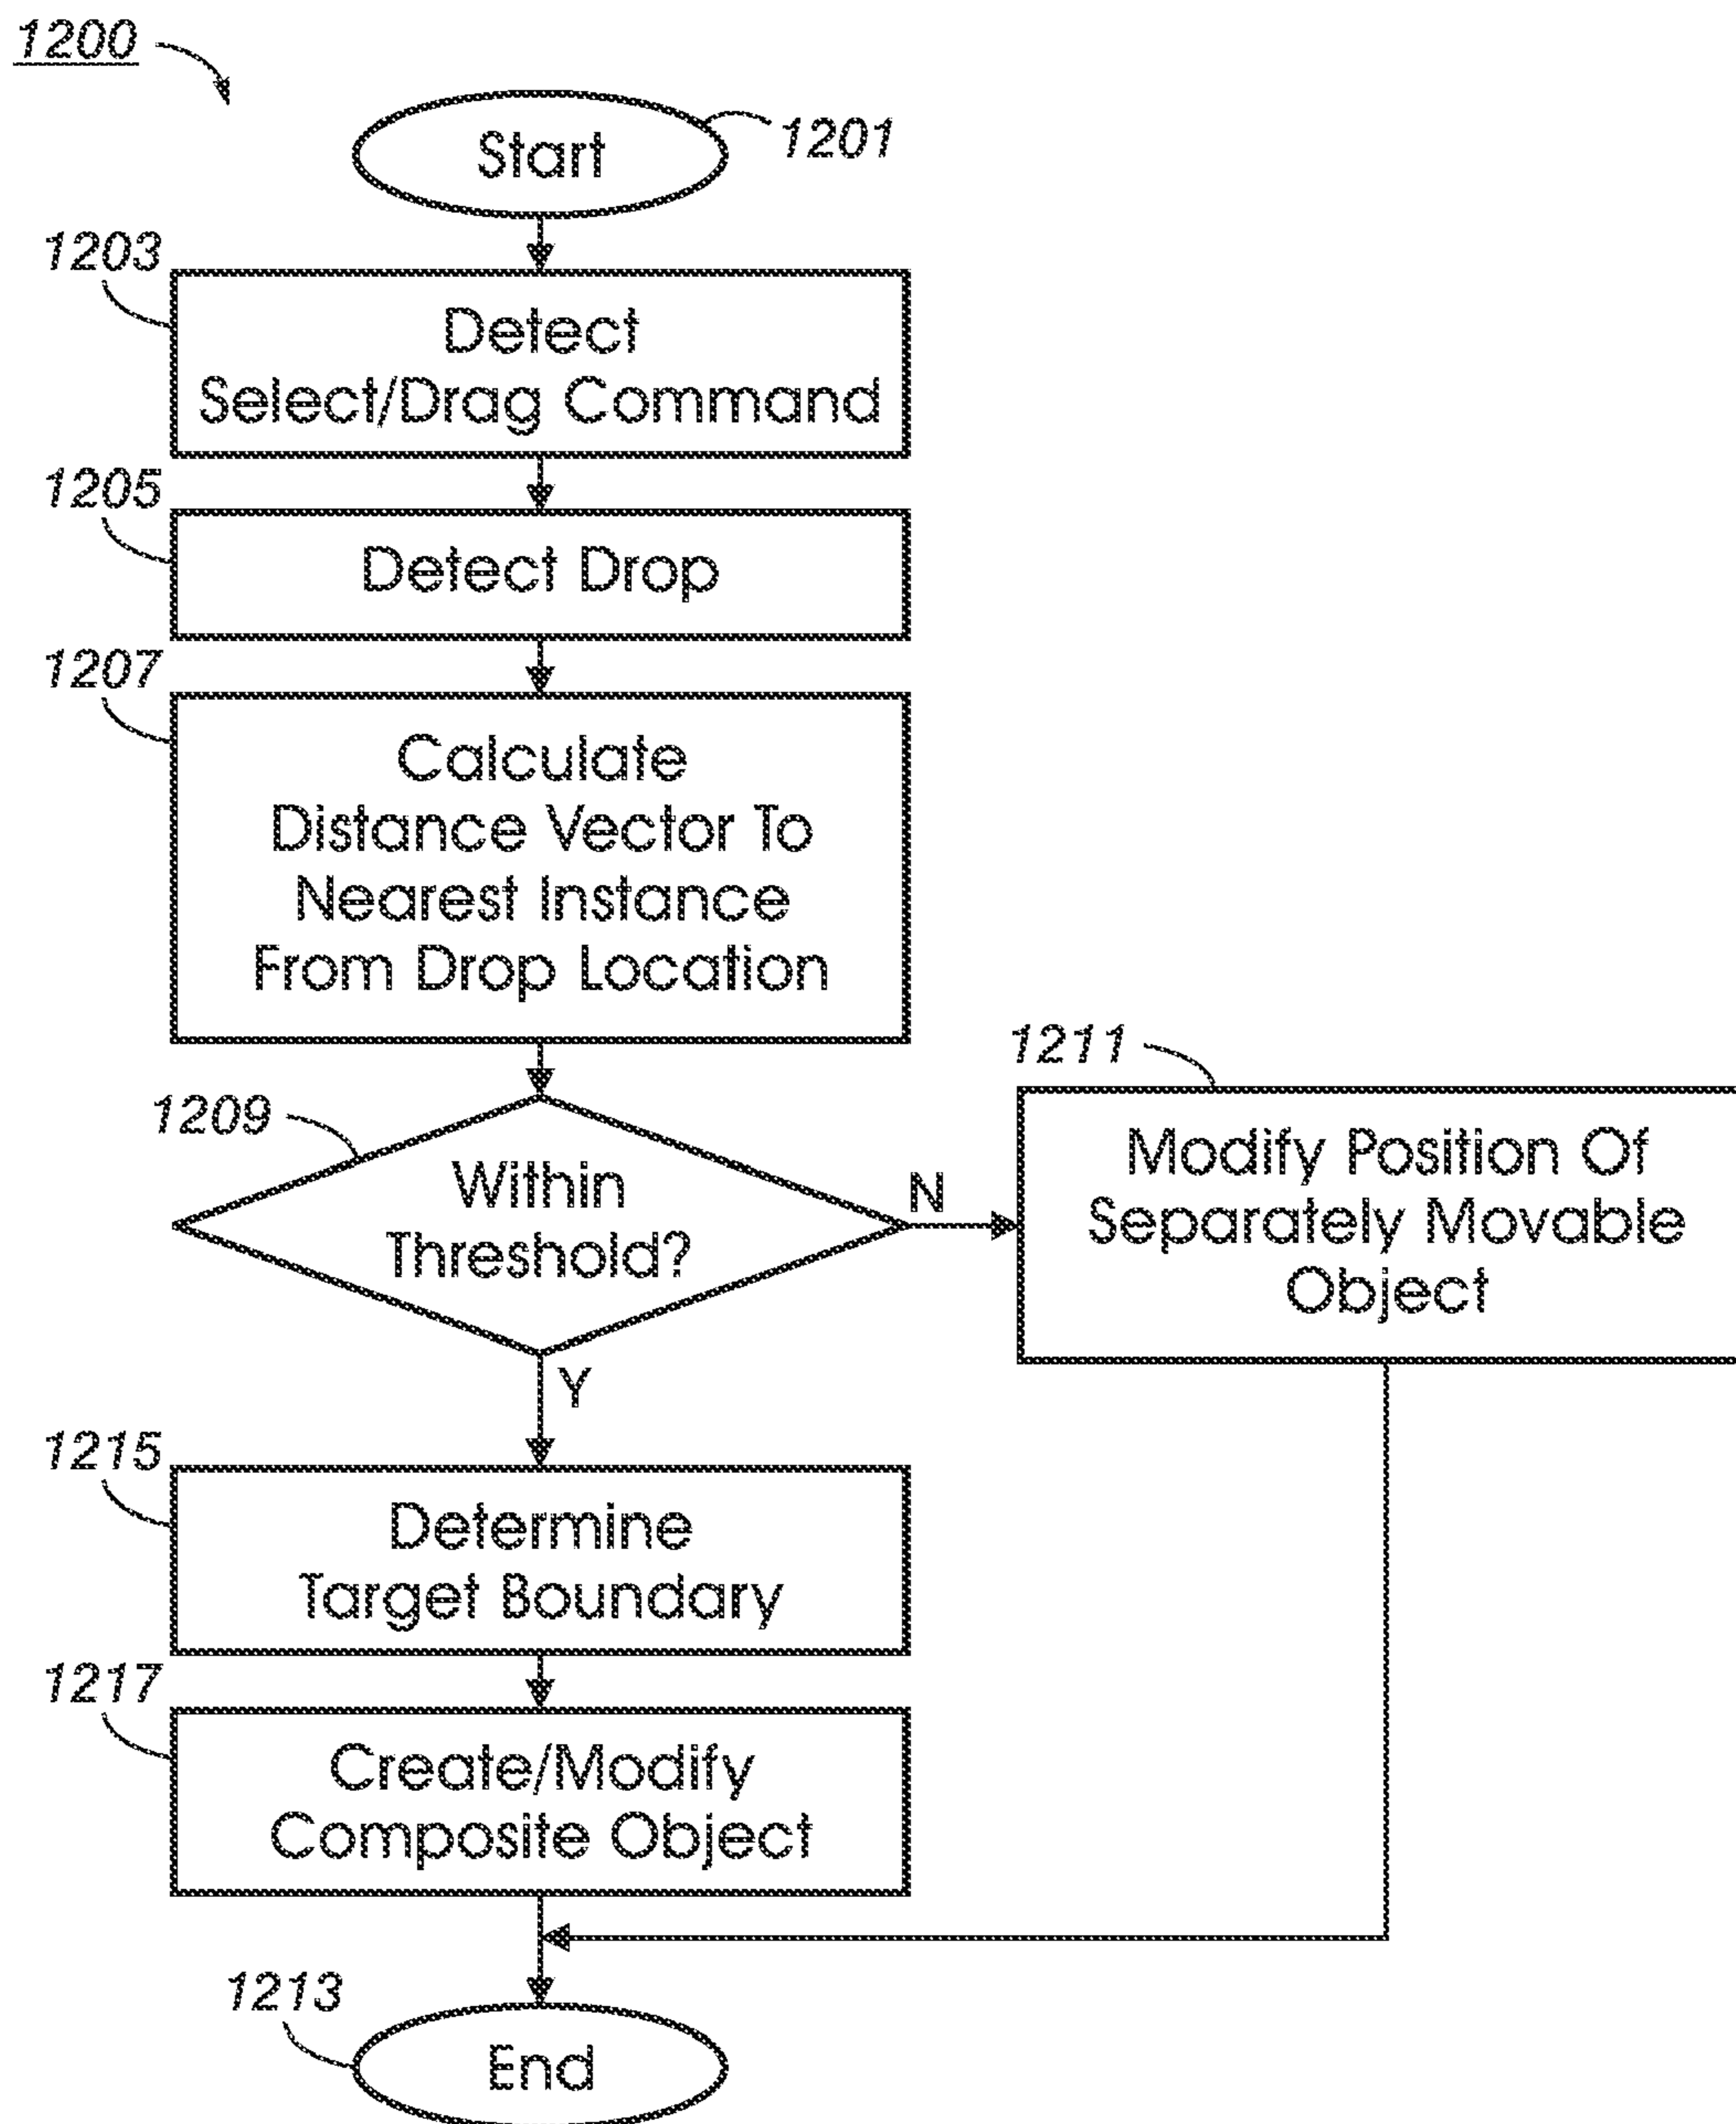 1200
Start
1201
1203
Detect
Select/Drag Command
1205
Detect Drop
1207
Calculate
Distance Vector To
Nearest Instance
From Drop Location
1209
Within
Threshold?
N
1211
Modify Position Of
Separately Movable
Object
Y
1215
Determine
Target Boundary
1217
Create/Modify
Composite Object
1213
End